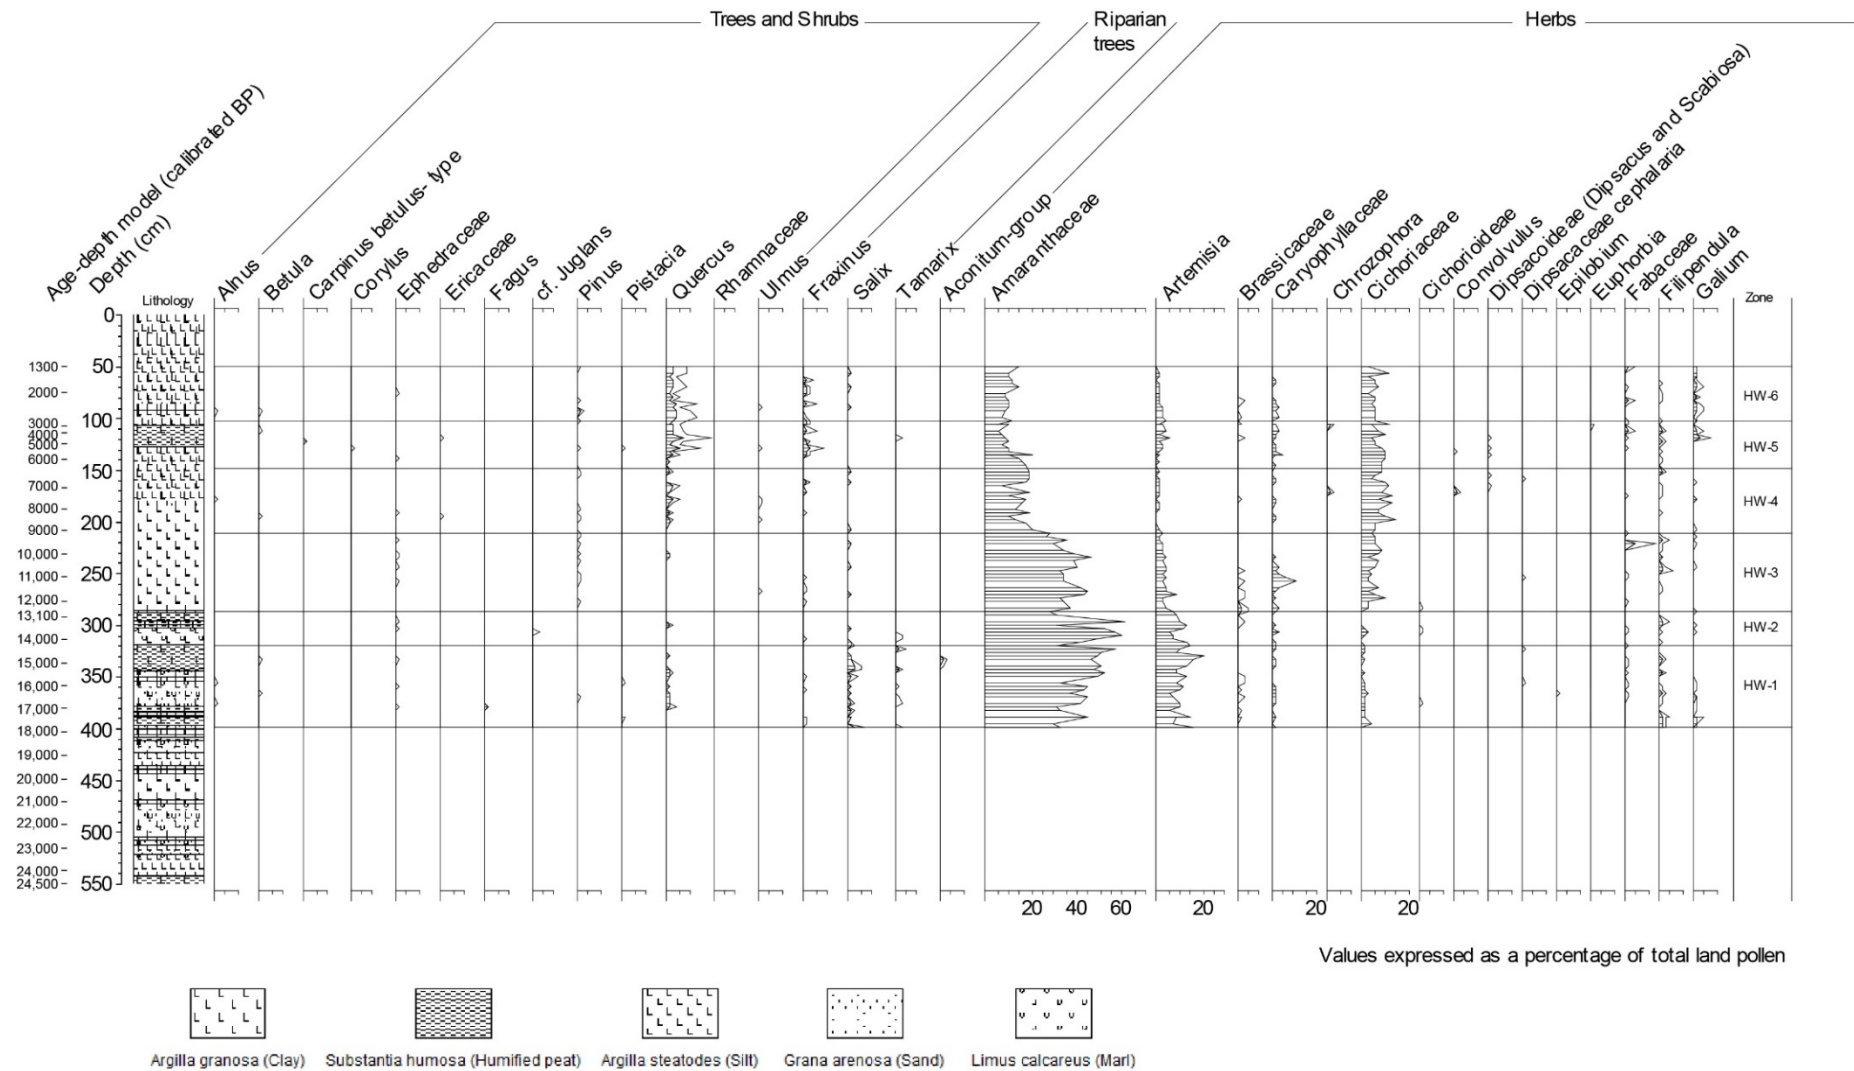 Trees and Shrubs
Riparian
trees
Herbs
Age-depth model (calibrated BP)
Depth (cm)
Lithology
Alnus
Betula
Carpinus betulus- type
Corylus
Ephedraceae
Ericaceae
Fagus
cf. Juglans
Pinus
Pistacia
Quercus
Rhamnaceae
Ulmus
Fraxinus
Salix
Tamarix
Aconitum-group
Amaranthaceae
Artemisia
Brassicaceae
Caryophyllaceae
Chrozophora
Cichoriaceae
Cichorioideae
Convolvulus
Dipsacoideae (Dipsacus and Scabiosa)
Dipsacaceae cephalaria
Epilobium
Euphorbia
Fabaceae
Filipendula
Galium
Zone
0
1300 50
2000
HW-6
3000 100
4000
5000
HW-5
6000
150
7000
8000
HW-4
9000 200
10,000
11,000 250
HW-3
12,000
13,100
300
HW-2
14,000
15,000
16,000 350
HW-1
17,000
18,000 400
19,000
20,000 450
21,000
22,000
500
23,000
24,000
24,500 550
20 40 60 20 20 20
Values expressed as a percentage of total land pollen
Argilla granosa (Clay)
Substantia humosa (Humified peat)
Argilla steatodes (Silt)
Grana arenosa (Sand)
Limus calcareus (Marl)